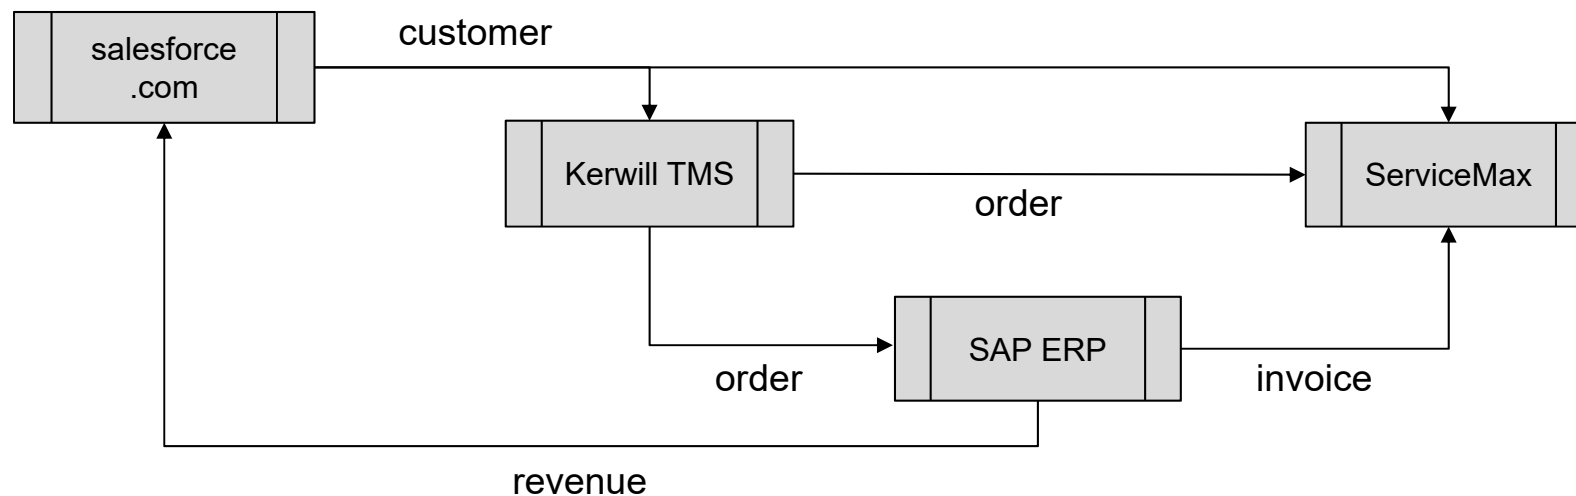 customer
salesforce
.com
Kerwill TMS
ServiceMax
order
SAP ERP
order
invoice
revenue